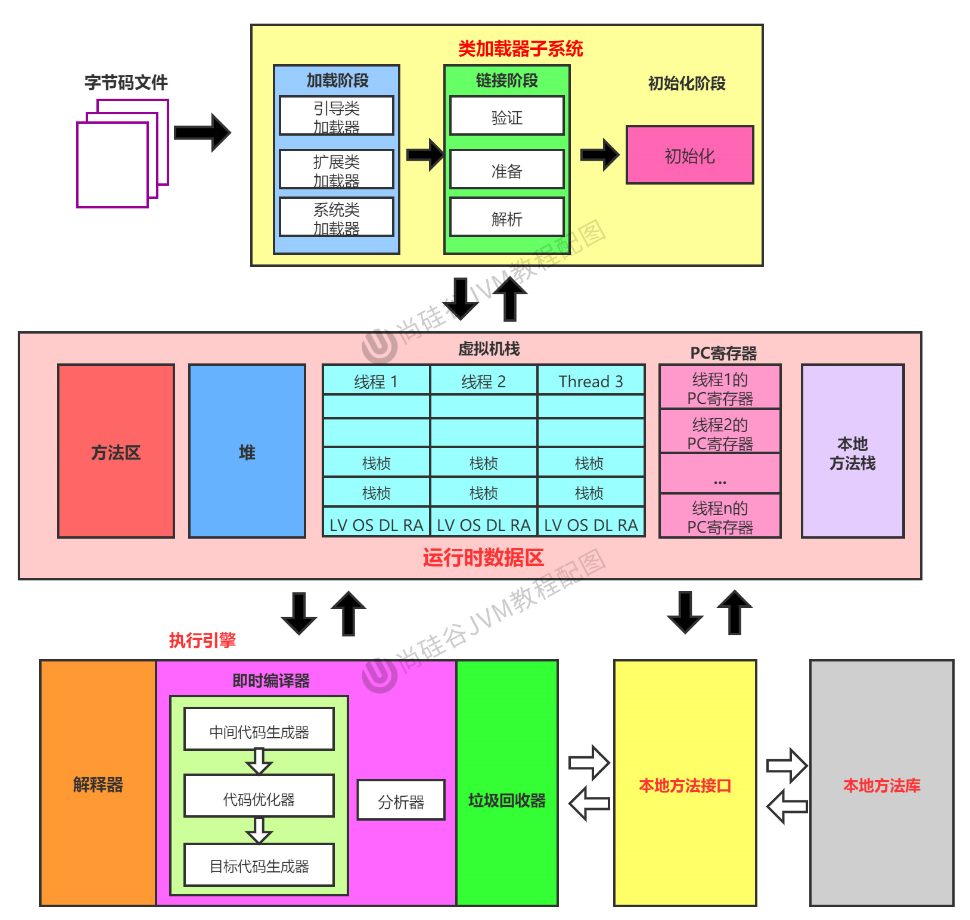 类加载器子系统
字节码文件
加载阶段
引导类
加载器
扩展类
加载器
系统类
加载器
链接阶段
验证
准备
解析
初始化阶段
初始化
尚硅谷JVM教程配图
方法区
堆
虚拟机栈
线程 1
线程 2
Thread 3
栈桢
栈桢
栈桢
栈桢
栈桢
栈桢
LV OS DL RA
LV OS DL RA
LV OS DL RA
PC寄存器
线程1的
PC寄存器
线程2的
PC寄存器
...
线程n的
PC寄存器
本地
方法栈
运行时数据区
尚硅谷JVM教程配图
执行引擎
解释器
即时编译器
中间代码生成器
代码优化器
目标代码生成器
分析器
垃圾回收器
本地方法接口
本地方法库